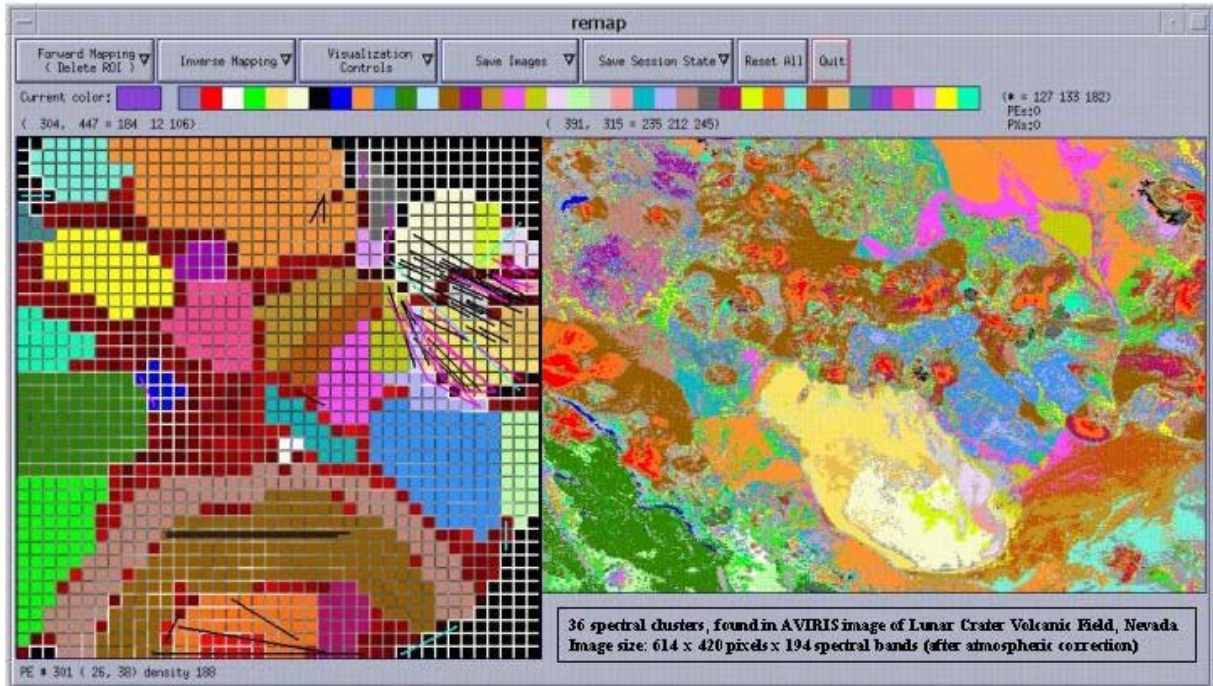 remap
Forward Mapping
( Delete ROI )
Inverse Mapping
Visualization
Controls
Save Images
Save Session State
Reset All
Quit
Current color:
(* = 127 133 182)
PEs:0
PXs:0
( 304, 447 = 184 12 106)
( 391, 315 = 235 212 245)
36 spectral clusters, found in AVIRIS image of Lunar Crater Volcanic Field, Nevada
Image size: 614 x 420 pixels x 194 spectral bands (after atmospheric correction)
PE # 301 ( 26, 38) density 188